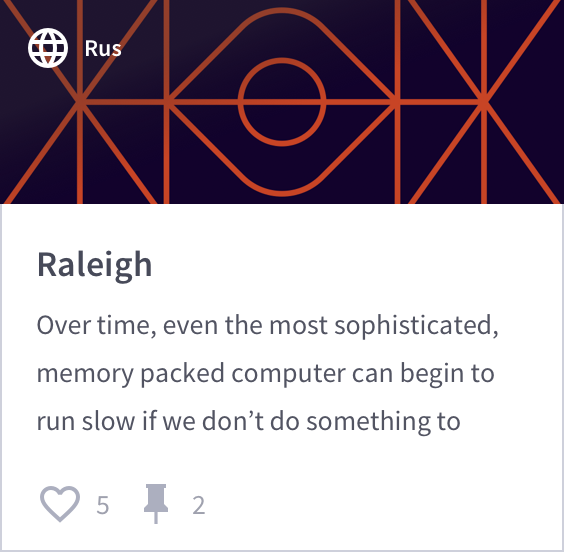 Rus
Raleigh
Over time, even the most sophisticated,
memory packed computer can begin to
run slow if we don’t do something to
5 2